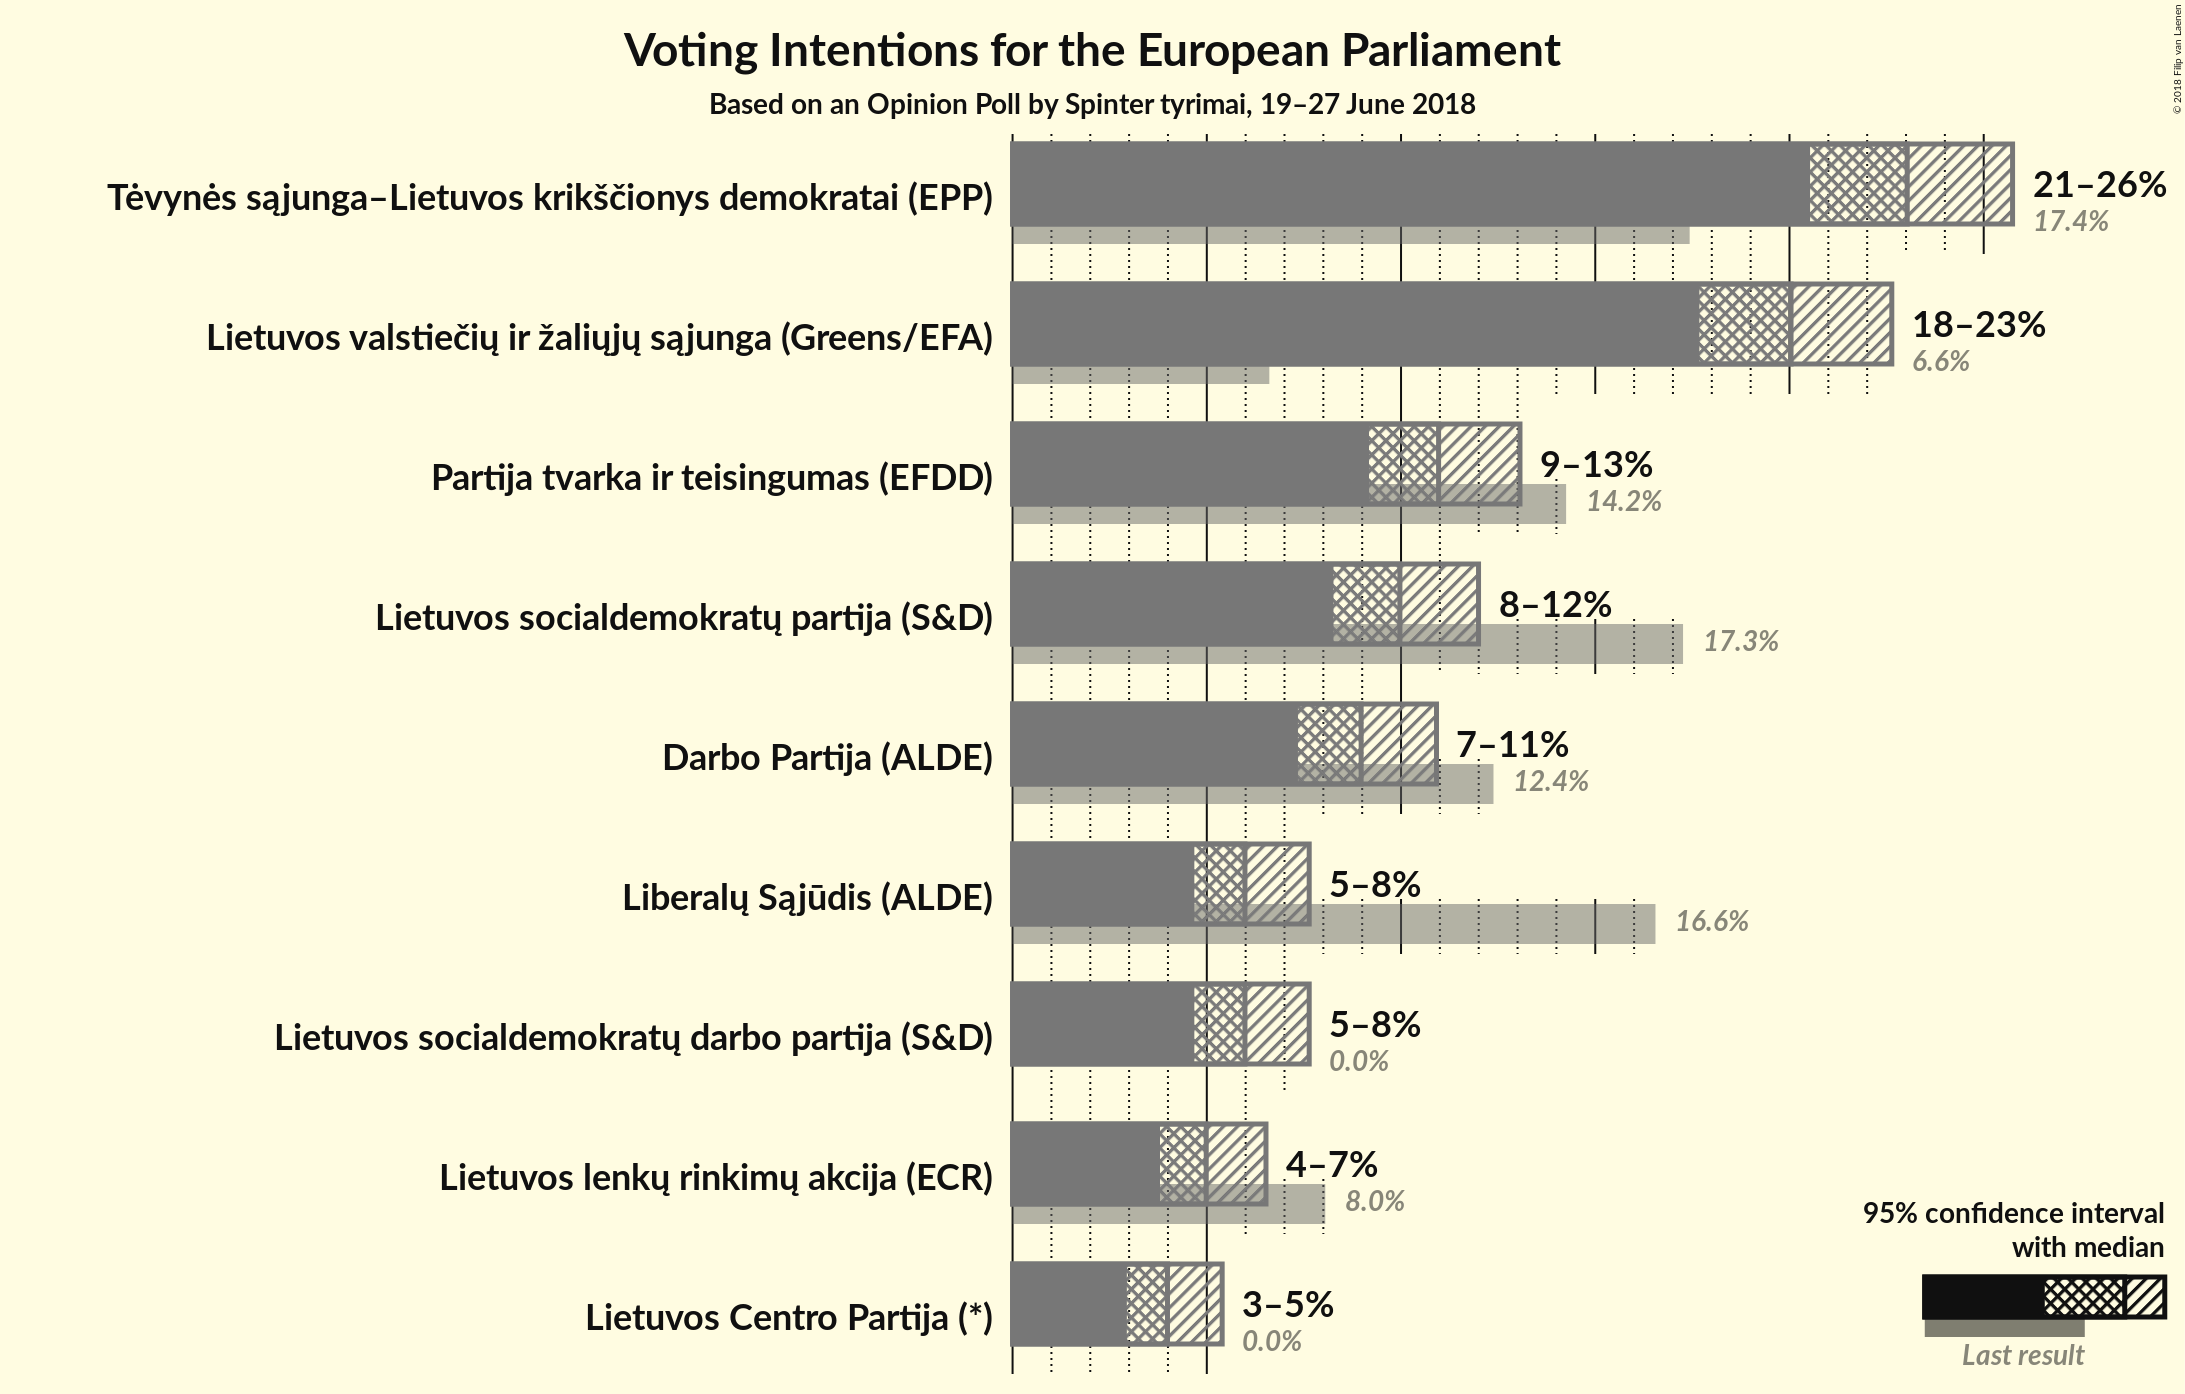 Voting Intentions for the European Parliament
Based on an Opinion Poll by Spinter tyrimai, 19–27 June 2018
© 2018 Filip van Laenen
Tėvynės sąjunga–Lietuvos krikščionys demokratai (EPP)
21–26%
17.4%
Lietuvos valstiečių ir žaliųjų sąjunga (Greens/EFA)
18–23%
6.6%
Partija tvarka ir teisingumas (EFDD)
9–13%
14.2%
Lietuvos socialdemokratų partija (S&D)
8–12%
17.3%
Darbo Partija (ALDE)
7–11%
12.4%
Liberalų Sąjūdis (ALDE)
5–8%
16.6%
Lietuvos socialdemokratų darbo partija (S&D)
5–8%
0.0%
Lietuvos lenkų rinkimų akcija (ECR)
4–7%
8.0%
Lietuvos Centro Partija (*)
3–5%
0.0%
95% confidence interval
with median
Last result